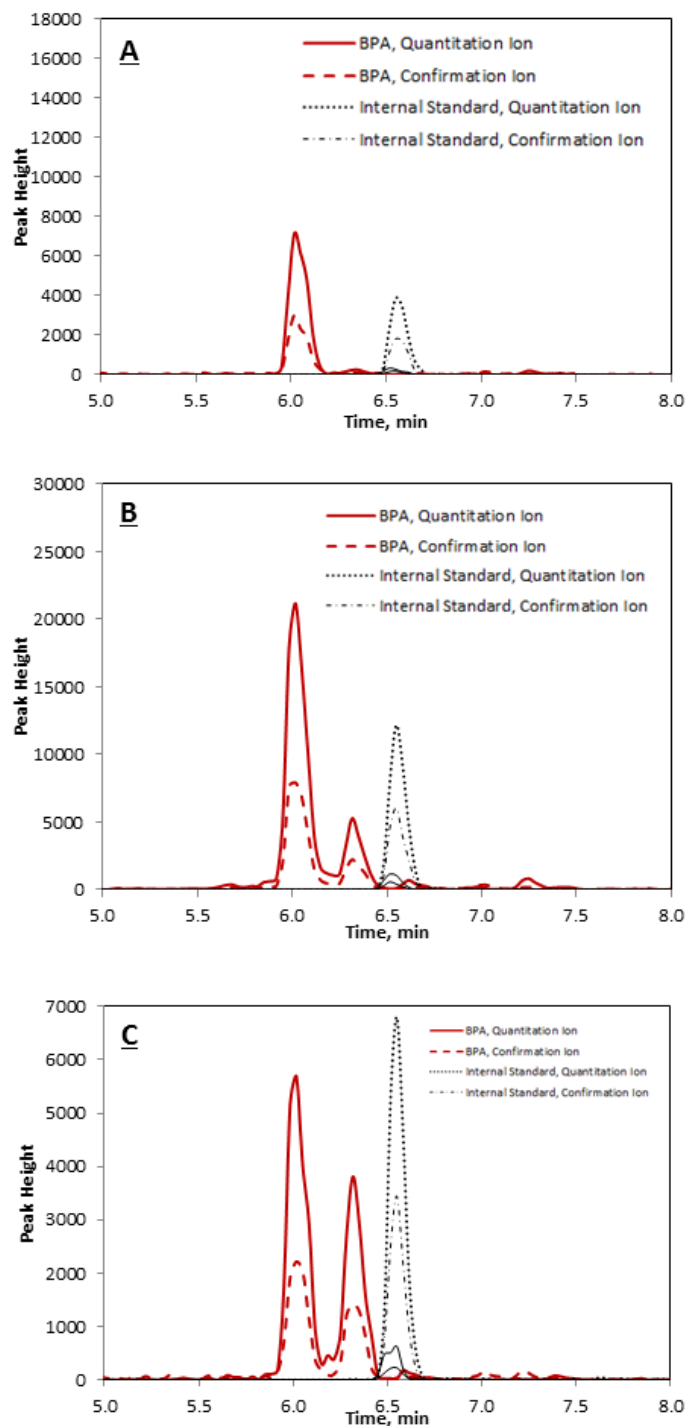 A
18000
16000
14000
12000
10000
8000
6000
4000
2000
0
Peak Height
BPA, Quantitation Ion
BPA, Confirmation Ion
Internal Standard, Quantitation Ion
Internal Standard, Confirmation Ion
5.0 5.5 6.0 6.5 7.0 7.5 8.0
Time, min
B
30000
25000
20000
15000
10000
5000
0
Peak Height
BPA, Quantitation Ion
BPA, Confirmation Ion
Internal Standard, Quantitation Ion
Internal Standard, Confirmation Ion
5.0 5.5 6.0 6.5 7.0 7.5 8.0
Time, min
C
7000
6000
5000
4000
3000
2000
1000
0
Peak Height
BPA, Quantitation Ion
BPA, Confirmation Ion
Internal Standard, Quantitation Ion
Internal Standard, Confirmation Ion
5.0 5.5 6.0 6.5 7.0 7.5 8.0
Time, min